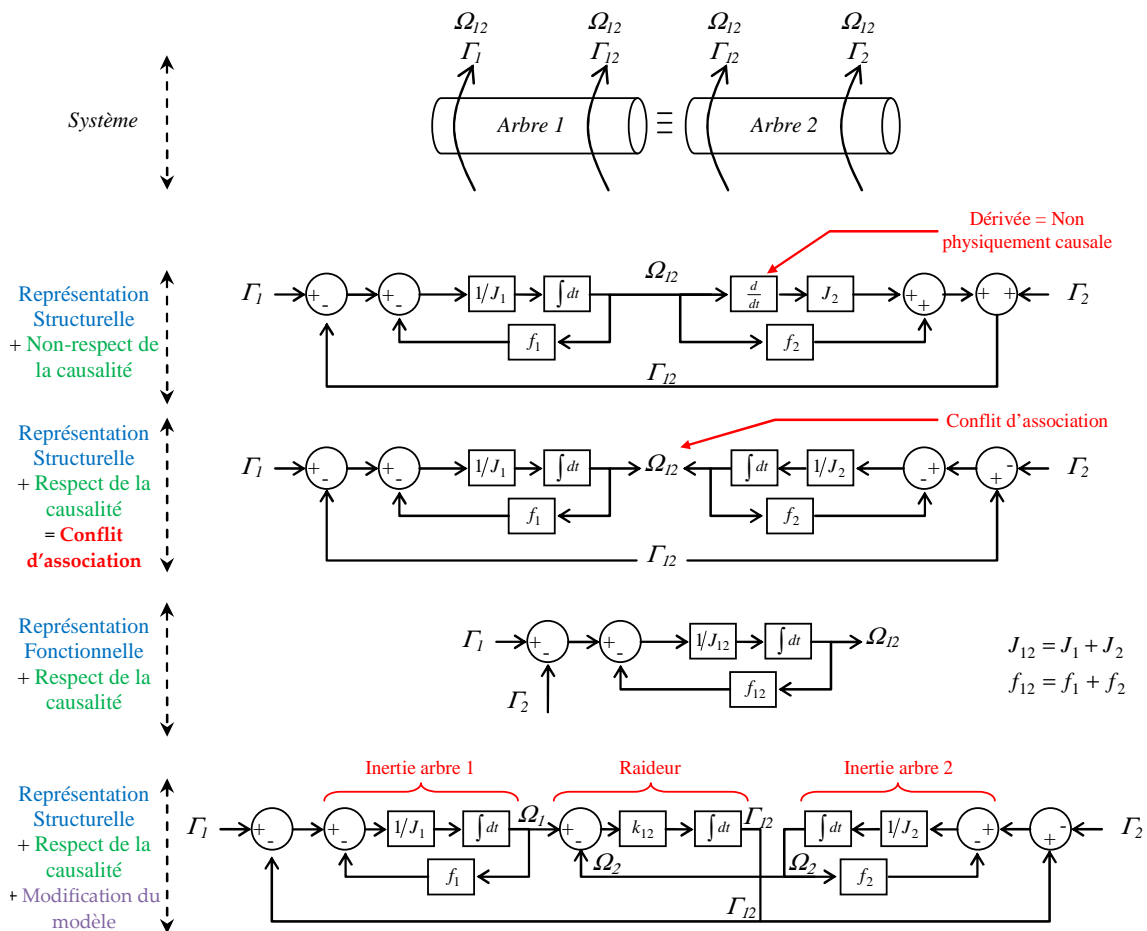 Ω12 Ω12 Ω12 Ω12
Γ1 Γ12 Γ12 Γ2
Système
Arbre 1 ≡ Arbre 2
Dérivée = Non
physiquement causale
Représentation
Structurelle
+ Non-respect de
la causalité
Γ1 + - + - 1/J1 ∫dt Ω12 d/dt J2 + + + + Γ2
f1 f2
Γ12
Conflit d'association
Représentation
Structurelle
+ Respect de la
causalité
= Conflit
d'association
Γ1 + - + - 1/J1 ∫dt Ω12 ∫dt 1/J2 + - - + Γ2
f1 f2
Γ12
Représentation
Fonctionnelle
+ Respect de la
causalité
Γ1 + - + - 1/J12 ∫dt Ω12
f12
Γ2
J12 = J1 + J2
f12 = f1 + f2
Inertie arbre 1 Raideur Inertie arbre 2
Représentation
Structurelle
+ Respect de la
causalité
+ Modification du
modèle
Γ1 + - + - 1/J1 ∫dt Ω1 + - k12 ∫dt Γ12 ∫dt 1/J2 + - - + Γ2
f1 Ω2 Ω2 f2
Γ12